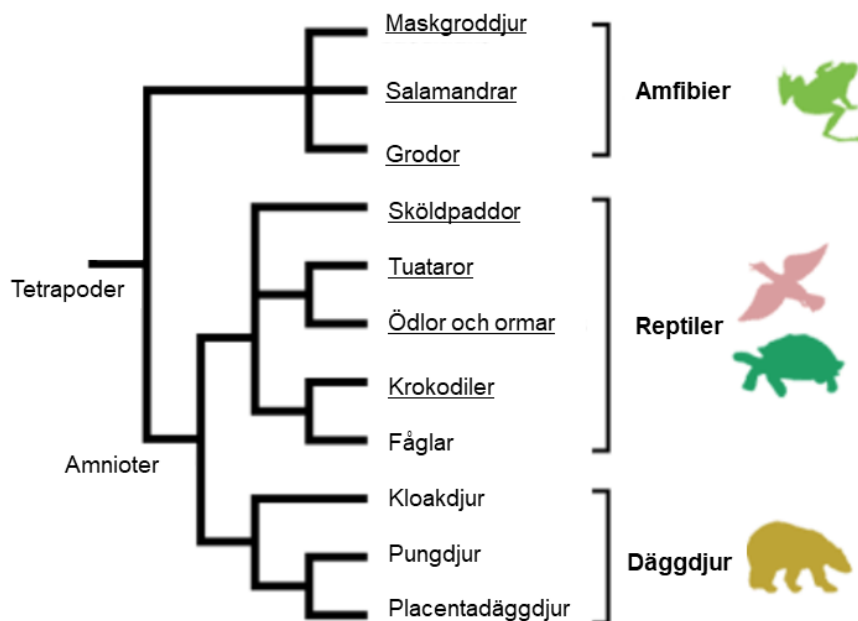 Maskgroddjur
Salamandrar
Amfibier
Grodor
Sköldpaddor
Tuataror
Tetrapoder
Ödlor och ormar
Reptiler
Krokodiler
Fåglar
Amnioter
Kloakdjur
Pungdjur
Däggdjur
Placentadäggdjur